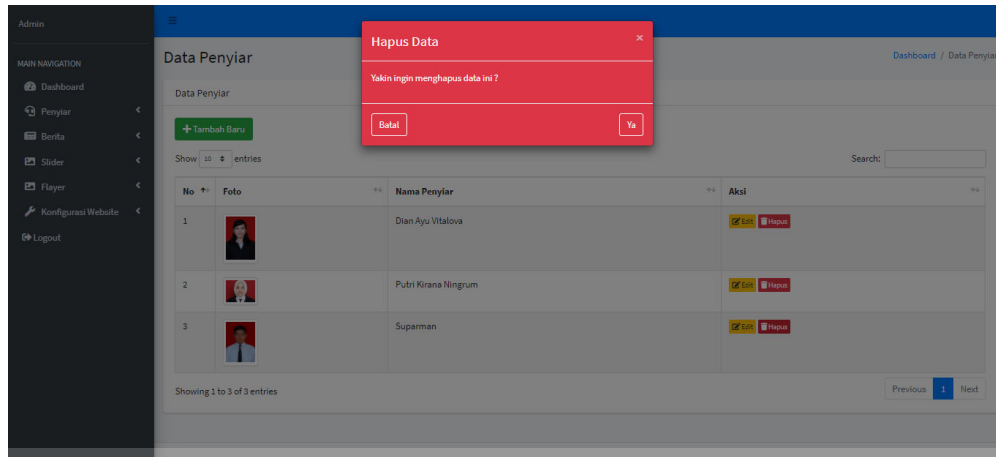 Admin
MAIN NAVIGATION
Dashboard
Penyiar
Berita
Slider
Flayer
Konfigurasi Website
Logout
Hapus Data ×
Yakin ingin menghapus data ini ?
Batal Ya
Data Penyiar
Dashboard / Data Penyiar
Data Penyiar
Tambah Baru
Show 10 entries
Search:
No Foto Nama Penyiar Aksi
1 Dian Ayu Vitalova Edit Hapus
2 Putri Kirana Ningrum Edit Hapus
3 Suparman Edit Hapus
Showing 1 to 3 of 3 entries
Previous 1 Next